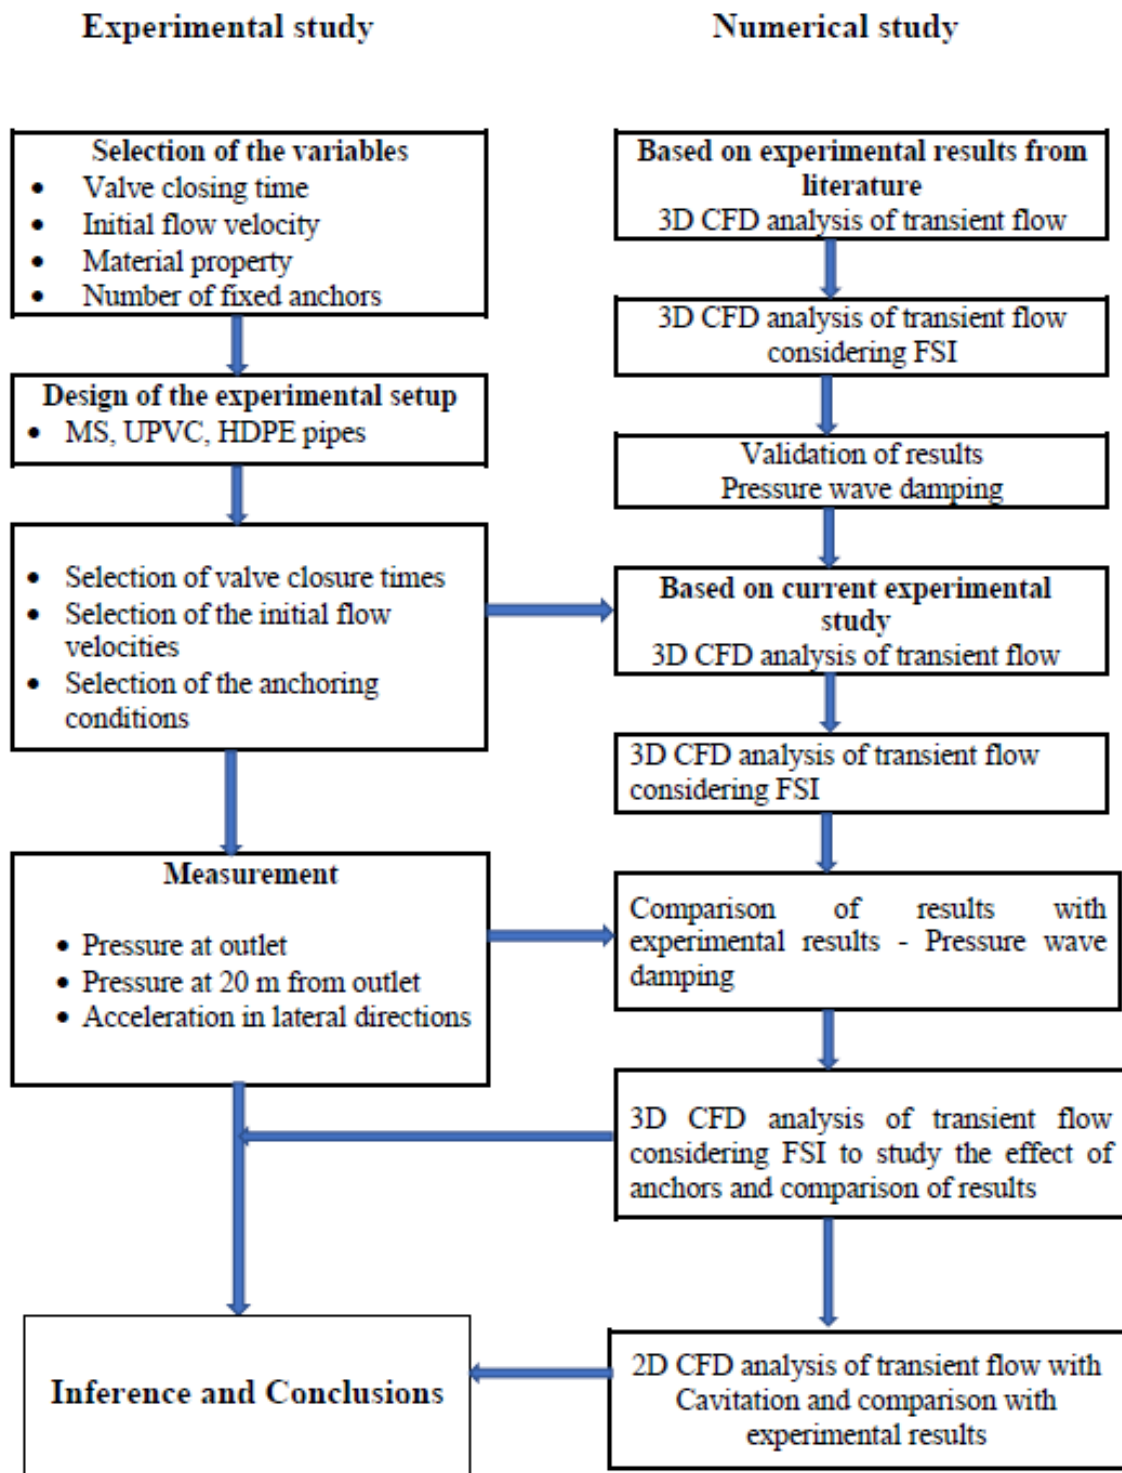 Experimental study
Numerical study
Selection of the variables
• Valve closing time
• Initial flow velocity
• Material property
• Number of fixed anchors
Design of the experimental setup
• MS, UPVC, HDPE pipes
• Selection of valve closure times
• Selection of the initial flow
velocities
• Selection of the anchoring
conditions
Measurement
• Pressure at outlet
• Pressure at 20 m from outlet
• Acceleration in lateral directions
Inference and Conclusions
Based on experimental results from
literature
3D CFD analysis of transient flow
3D CFD analysis of transient flow
considering FSI
Validation of results
Pressure wave damping
Based on current experimental
study
3D CFD analysis of transient flow
3D CFD analysis of transient flow
considering FSI
Comparison of results with
experimental results - Pressure wave
damping
3D CFD analysis of transient flow
considering FSI to study the effect of
anchors and comparison of results
2D CFD analysis of transient flow with
Cavitation and comparison with
experimental results